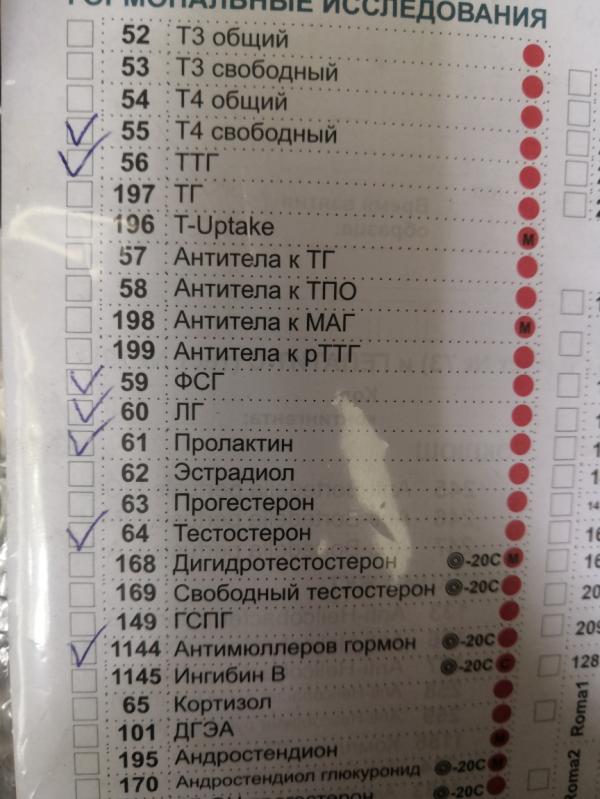 ГОРМОНАЛЬНЫЕ ИССЛЕДОВАНИЯ
52 Т3 общий
53 Т3 свободный
54 Т4 общий
55 Т4 свободный
56 ТТГ
197 ТГ
196 T-Uptake М
57 Антитела к ТГ
58 Антитела к ТПО
198 Антитела к МАГ М
199 Антитела к рТТГ
59 ФСГ
60 ЛГ
61 Пролактин
62 Эстрадиол
63 Прогестерон
64 Тестостерон
168 Дигидротестостерон -20С М
169 Свободный тестостерон -20С
149 ГСПГ
1144 Антимюллеров гормон -20С
1145 Ингибин В -20С С
65 Кортизол
101 ДГЭА М
195 Андростендион
170 Андростендиол глюкуронид -20С М
128
Roma1
Roma2